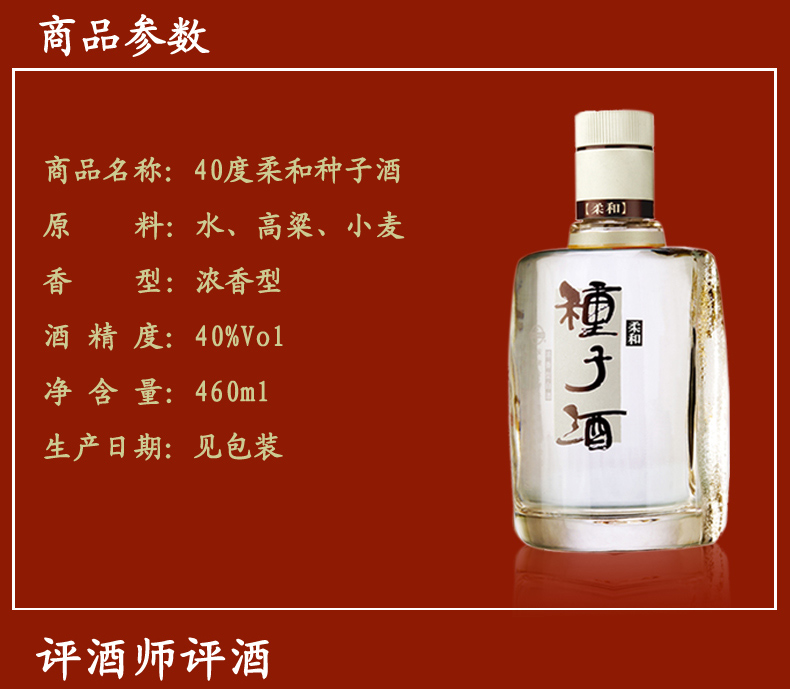 商品参数
商品名称：40度柔和种子酒
原料：水、高粱、小麦
香型：浓香型
酒精度：40%Vol
净含量：460ml
生产日期：见包装
【柔和】
種子酒
柔和
评酒师评酒